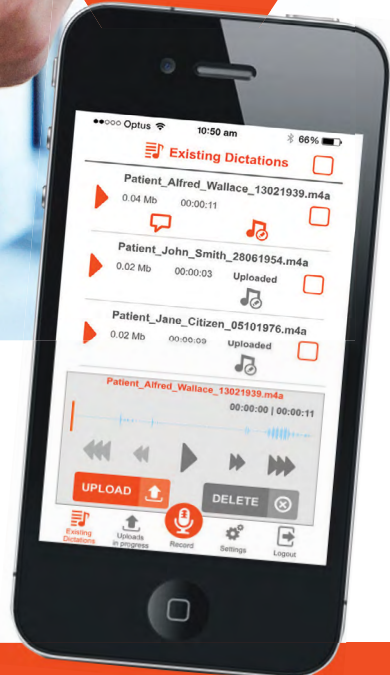 Optus 10:50 am 66%
Existing Dictations
Patient_Alfred_Wallace_13021939.m4a
0.04 Mb 00:00:11
Patient_John_Smith_28061954.m4a
0.02 Mb 00:00:03 Uploaded
Patient_Jane_Citizen_05101976.m4a
0.02 Mb 00:00:09 Uploaded
Patient_Alfred_Wallace_13021939.m4a
00:00:00 | 00:00:11
UPLOAD DELETE
Existing Dictations
Uploads in progress
Record
Settings
Logout